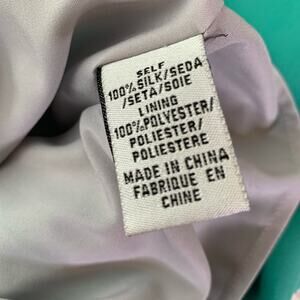 SELF
100%SILK/SEDA
/SETA/SOIE
LINING
100%POLYESTER/
POLIESTER/
POLIESTERE
MADE IN CHINA
FABRIQUE EN
CHINE